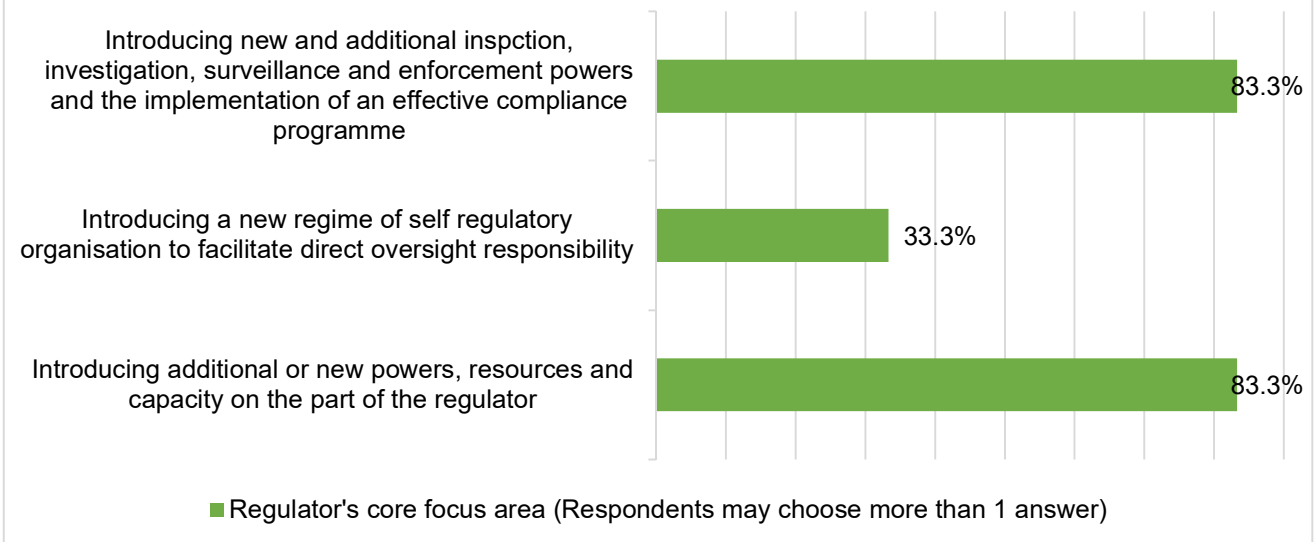 Introducing new and additional inspction,
investigation, surveillance and enforcement powers
and the implementation of an effective compliance
programme
83.3%
Introducing a new regime of self regulatory
organisation to facilitate direct oversight responsibility
33.3%
Introducing additional or new powers, resources and
capacity on the part of the regulator
83.3%
Regulator's core focus area (Respondents may choose more than 1 answer)